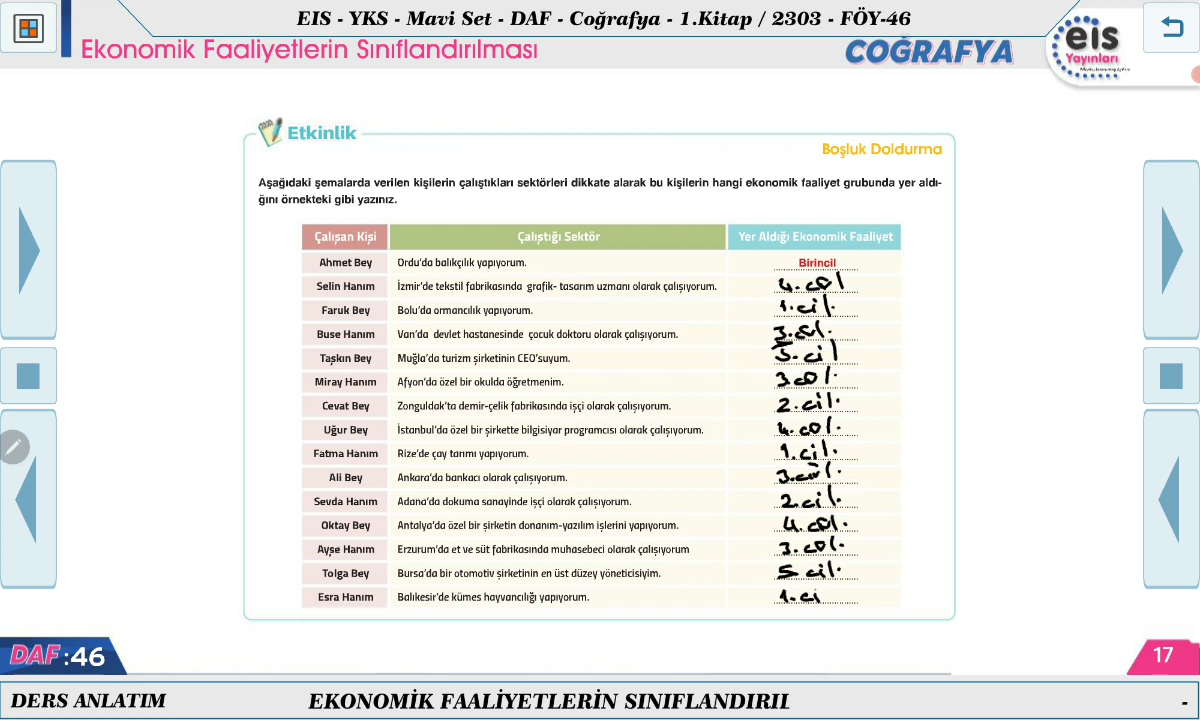 EIS - YKS - Mavi Set - DAF - Coğrafya - 1.Kitap / 2303 - FÖY-46
Ekonomik Faaliyetlerin Sınıflandırılması
COĞRAFYA
eis
Yayınları
Etkinlik
Boşluk Doldurma
Aşağıdaki şemalarda verilen kişilerin çalıştıkları sektörleri dikkate alarak bu kişilerin hangi ekonomik faaliyet grubunda yer aldı-
ğını örnekteki gibi yazınız.
Çalışan Kişi Çalıştığı Sektör Yer Aldığı Ekonomik Faaliyet
Ahmet Bey Ordu'da balıkçılık yapıyorum. Birincil
Selin Hanım İzmir'de tekstil fabrikasında grafik- tasarım uzmanı olarak çalışıyorum. 4.cül
Faruk Bey Bolu'da ormancılık yapıyorum. 1.cil.
Buse Hanım Van'da devlet hastanesinde çocuk doktoru olarak çalışıyorum. 3.cül.
Taşkın Bey Muğla'da turizm şirketinin CEO'suyum. 5.cil
Miray Hanım Afyon'da özel bir okulda öğretmenim. 3.cül.
Cevat Bey Zonguldak'ta demir-çelik fabrikasında işçi olarak çalışıyorum. 2.cil.
Uğur Bey İstanbul'da özel bir şirkette bilgisiyar programcısı olarak çalışıyorum. 4.cül.
Fatma Hanım Rize'de çay tarımı yapıyorum. 1.cil.
Ali Bey Ankara'da bankacı olarak çalışıyorum. 3.cül.
Sevda Hanım Adana'da dokuma sanayinde işçi olarak çalışıyorum. 2.cil.
Oktay Bey Antalya'da özel bir şirketin donanım-yazılım işlerini yapıyorum. 4.cül.
Ayşe Hanım Erzurum'da et ve süt fabrikasında muhasebeci olarak çalışıyorum 3.cül.
Tolga Bey Bursa'da bir otomotiv şirketinin en üst düzey yöneticisiyim. 5 cil.
Esra Hanım Balıkesir'de kümes hayvancılığı yapıyorum. 1.ci
DAF :46
17
DERS ANLATIM EKONOMİK FAALİYETLERİN SINIFLANDIRII -